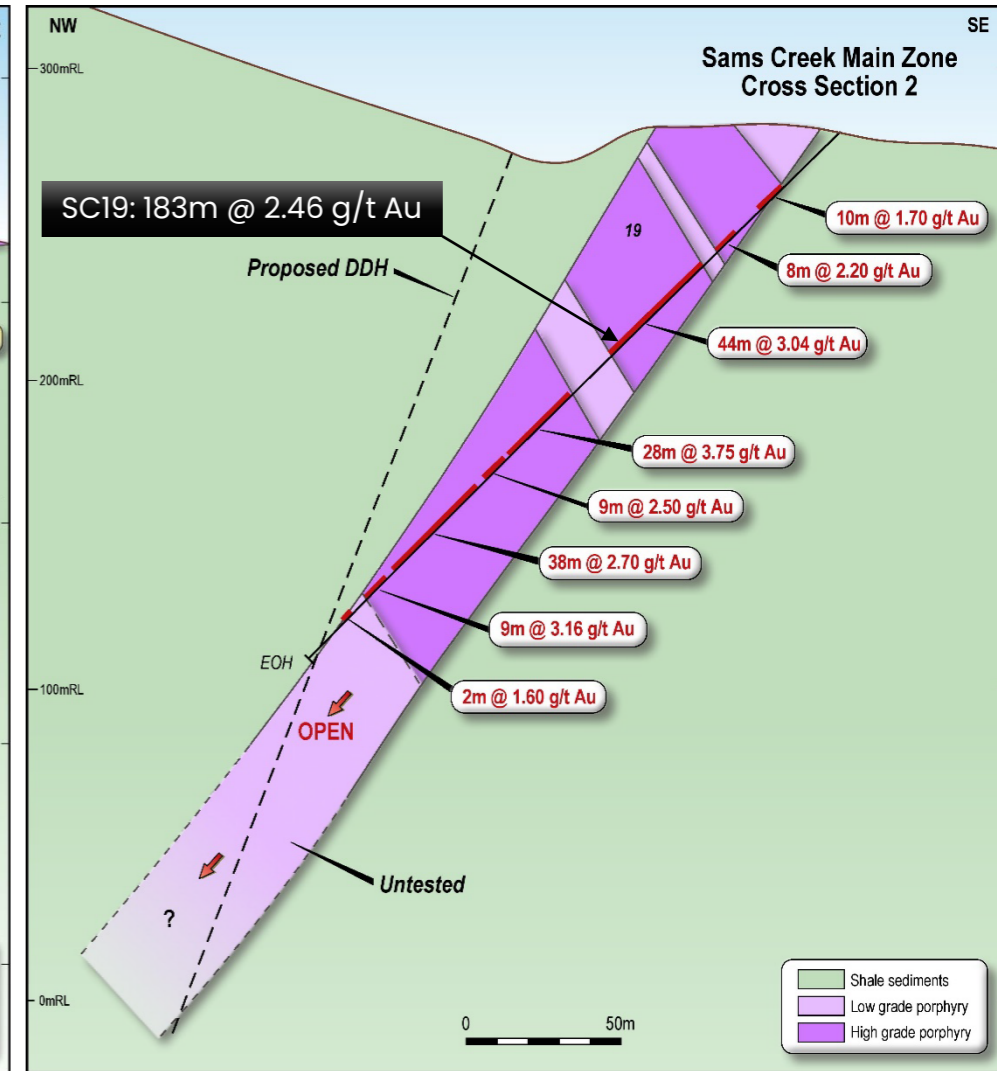 NW
SE
Sams Creek Main Zone
Cross Section 2
300mRL
SC19: 183m @ 2.46 g/t Au
10m @ 1.70 g/t Au
19
8m @ 2.20 g/t Au
Proposed DDH
44m @ 3.04 g/t Au
200mRL
28m @ 3.75 g/t Au
9m @ 2.50 g/t Au
38m @ 2.70 g/t Au
9m @ 3.16 g/t Au
EOH
2m @ 1.60 g/t Au
100mRL
OPEN
Untested
?
0mRL
0
50m
Shale sediments
Low grade porphyry
High grade porphyry